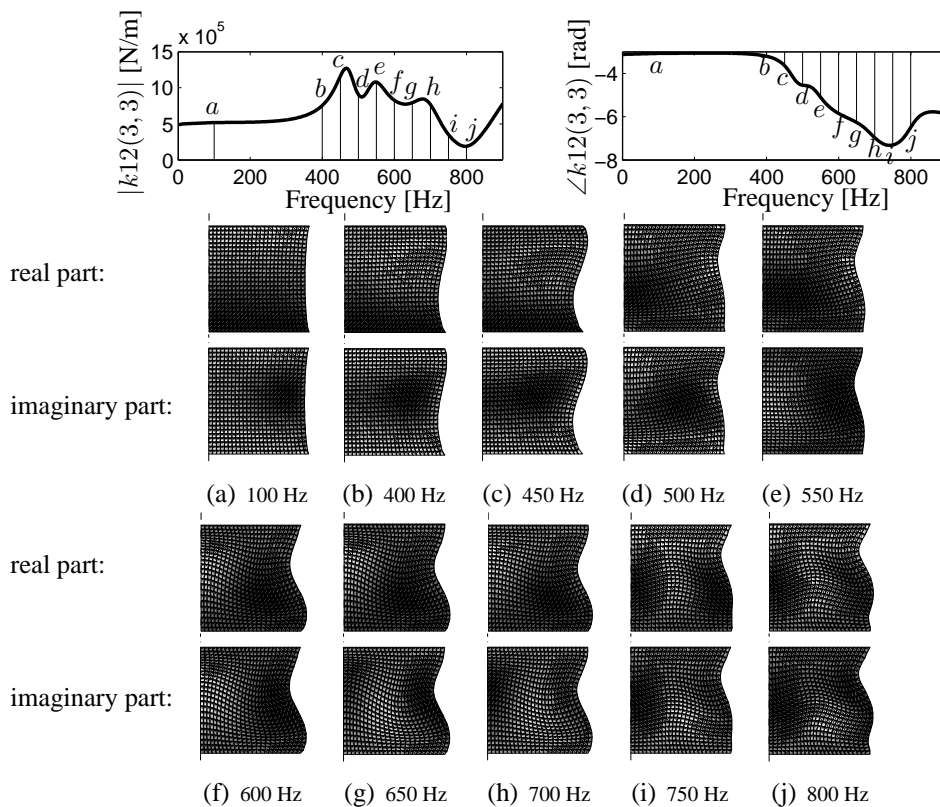 × 10⁵
|k12(3, 3)| [N/m]
15
10
5
0
a
b
c
d
e
f
g
h
i
j
0 200 400 600 800
Frequency [Hz]
∠k12(3, 3) [rad]
−4
−6
−8
a
b
c
d
e
f
g
h
i
j
0 200 400 600 800
Frequency [Hz]
real part:
imaginary part:
(a) 100 Hz (b) 400 Hz (c) 450 Hz (d) 500 Hz (e) 550 Hz
real part:
imaginary part:
(f) 600 Hz (g) 650 Hz (h) 700 Hz (i) 750 Hz (j) 800 Hz